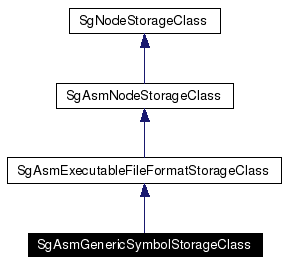 SgNodeStorageClass
SgAsmNodeStorageClass
SgAsmExecutableFileFormatStorageClass
SgAsmGenericSymbolStorageClass